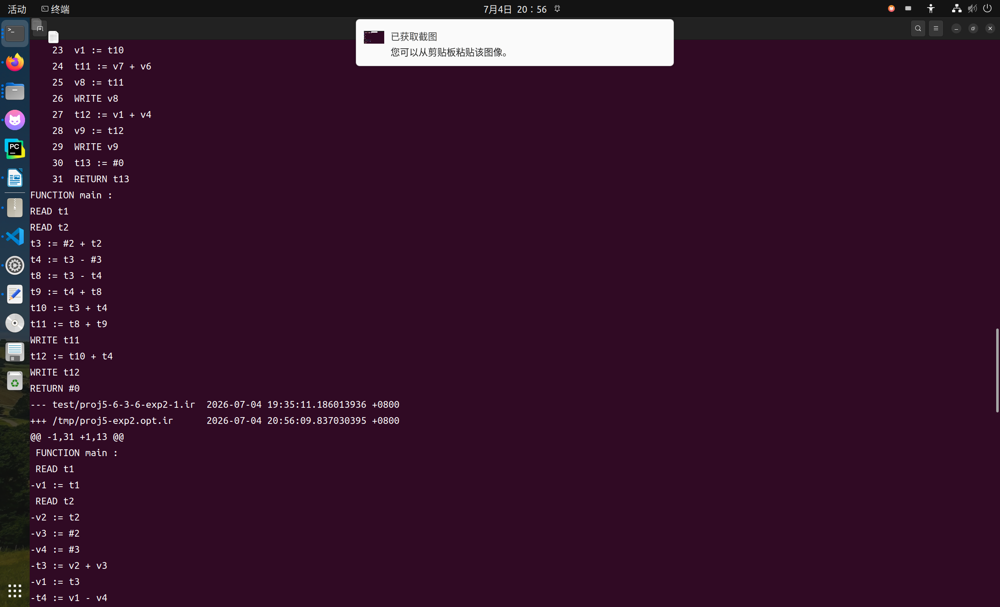 活动 终端 7月4日 20：56
已获取截图
您可以从剪贴板粘贴该图像。
23 v1 := t10
24 t11 := v7 + v6
25 v8 := t11
26 WRITE v8
27 t12 := v1 + v4
28 v9 := t12
29 WRITE v9
30 t13 := #0
31 RETURN t13
FUNCTION main :
READ t1
READ t2
t3 := #2 + t2
t4 := t3 - #3
t8 := t3 - t4
t9 := t4 + t8
t10 := t3 + t4
t11 := t8 + t9
WRITE t11
t12 := t10 + t4
WRITE t12
RETURN #0
--- test/proj5-6-3-6-exp2-1.ir 2026-07-04 19:35:11.186013936 +0800
+++ /tmp/proj5-exp2.opt.ir 2026-07-04 20:56:09.837030395 +0800
@@ -1,31 +1,13 @@
FUNCTION main :
READ t1
-v1 := t1
READ t2
-v2 := t2
-v3 := #2
-v4 := #3
-t3 := v2 + v3
-v1 := t3
-t4 := v1 - v4
PC